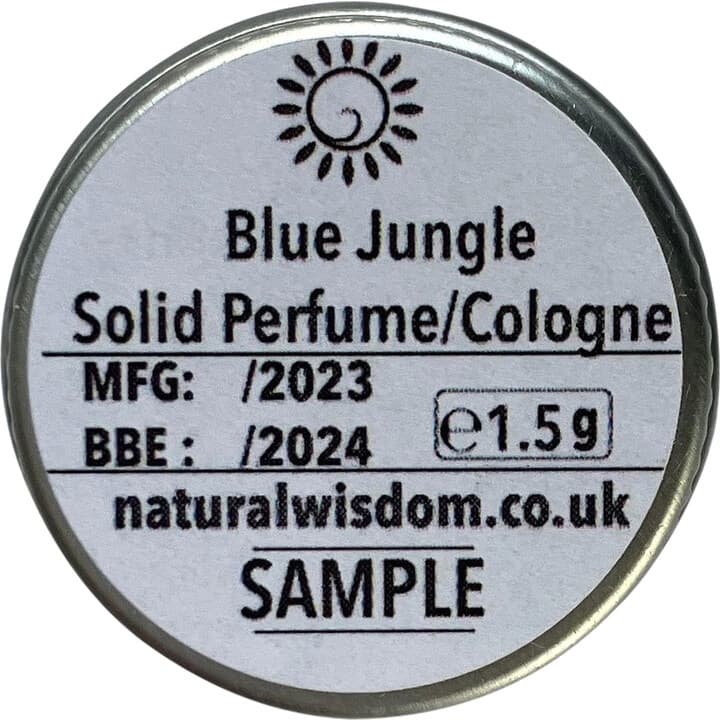 Blue Jungle
Solid Perfume/Cologne
MFG: /2023
BBE : /2024
℮1.5g
naturalwisdom.co.uk
SAMPLE